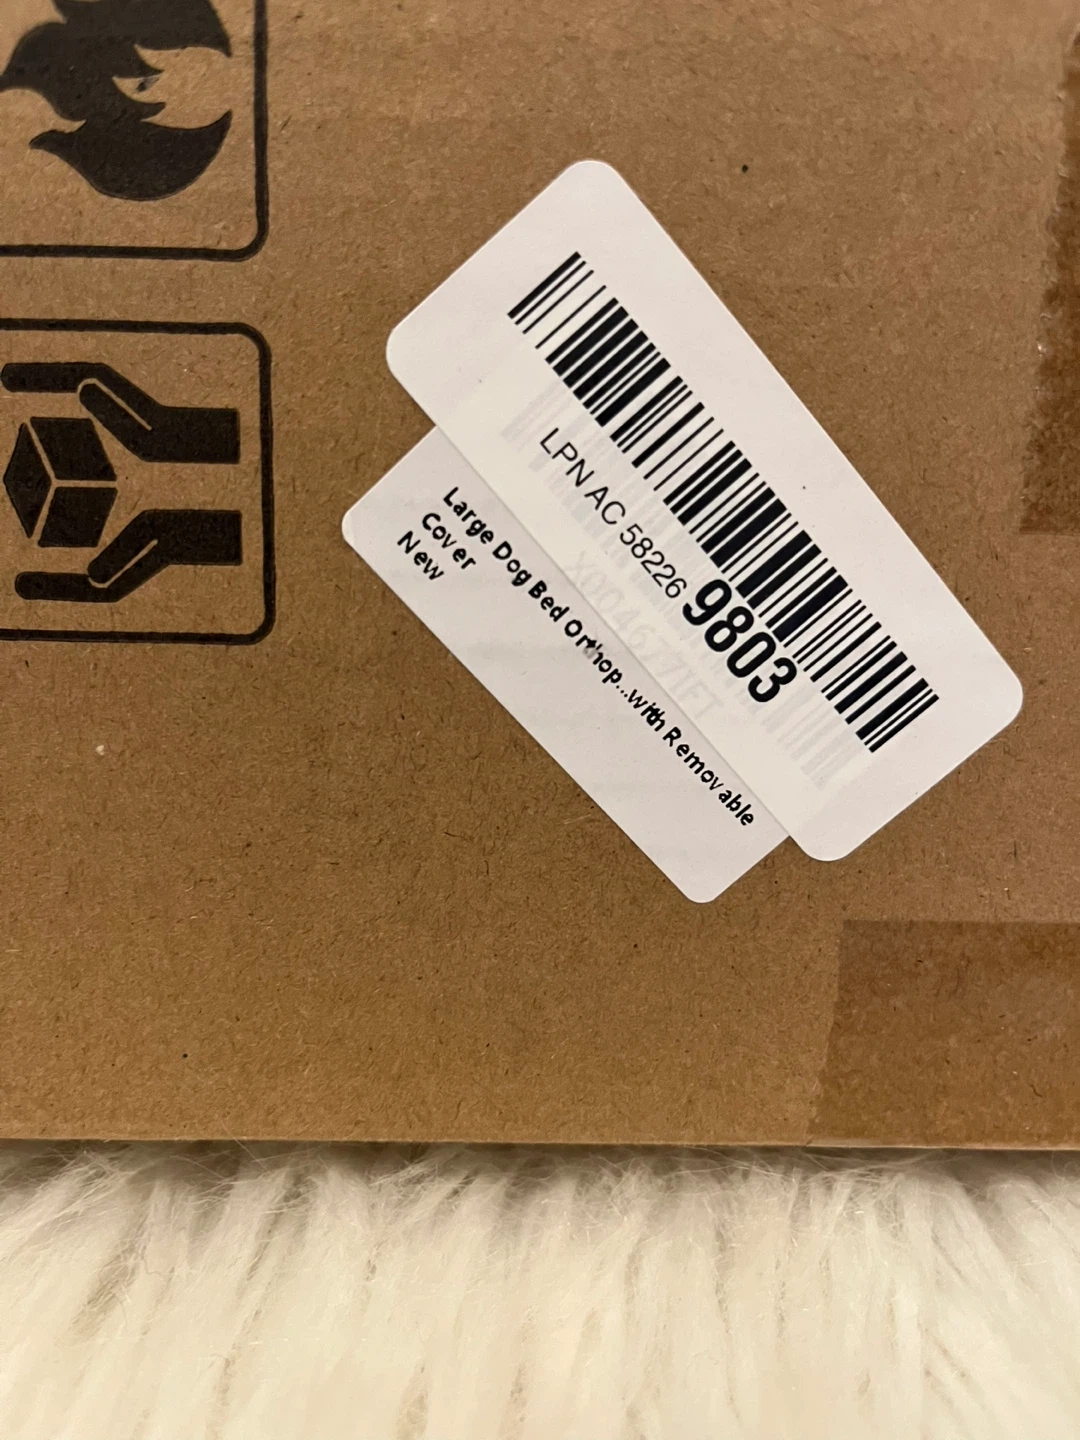 LPN AC 58226 9803
Large Dog Bed Orthop...with Removable
Cover
New